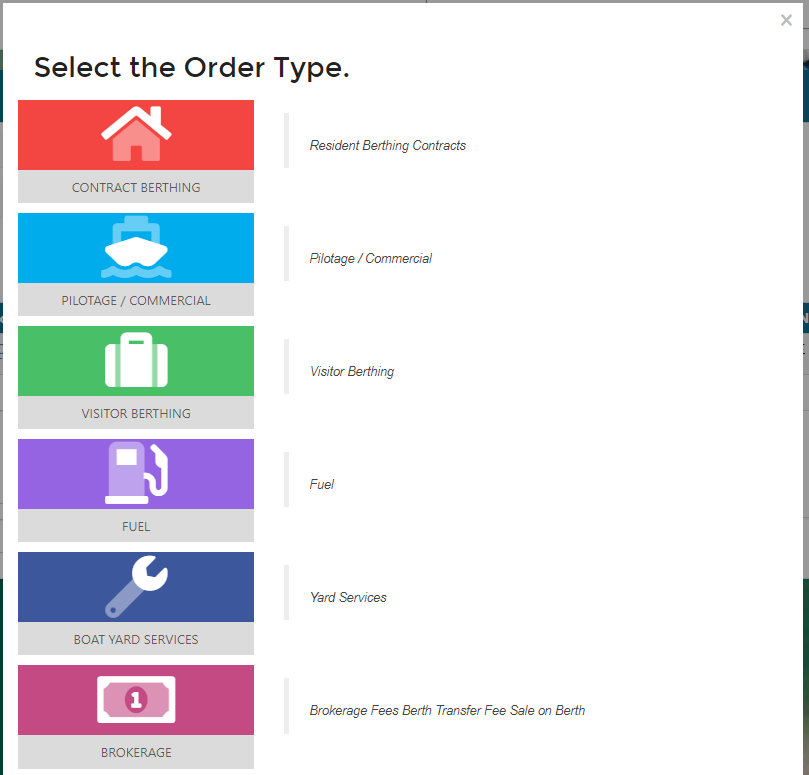 ×
Select the Order Type.
CONTRACT BERTHING
Resident Berthing Contracts
PILOTAGE / COMMERCIAL
Pilotage / Commercial
VISITOR BERTHING
Visitor Berthing
FUEL
Fuel
BOAT YARD SERVICES
Yard Services
1
BROKERAGE
Brokerage Fees Berth Transfer Fee Sale on Berth